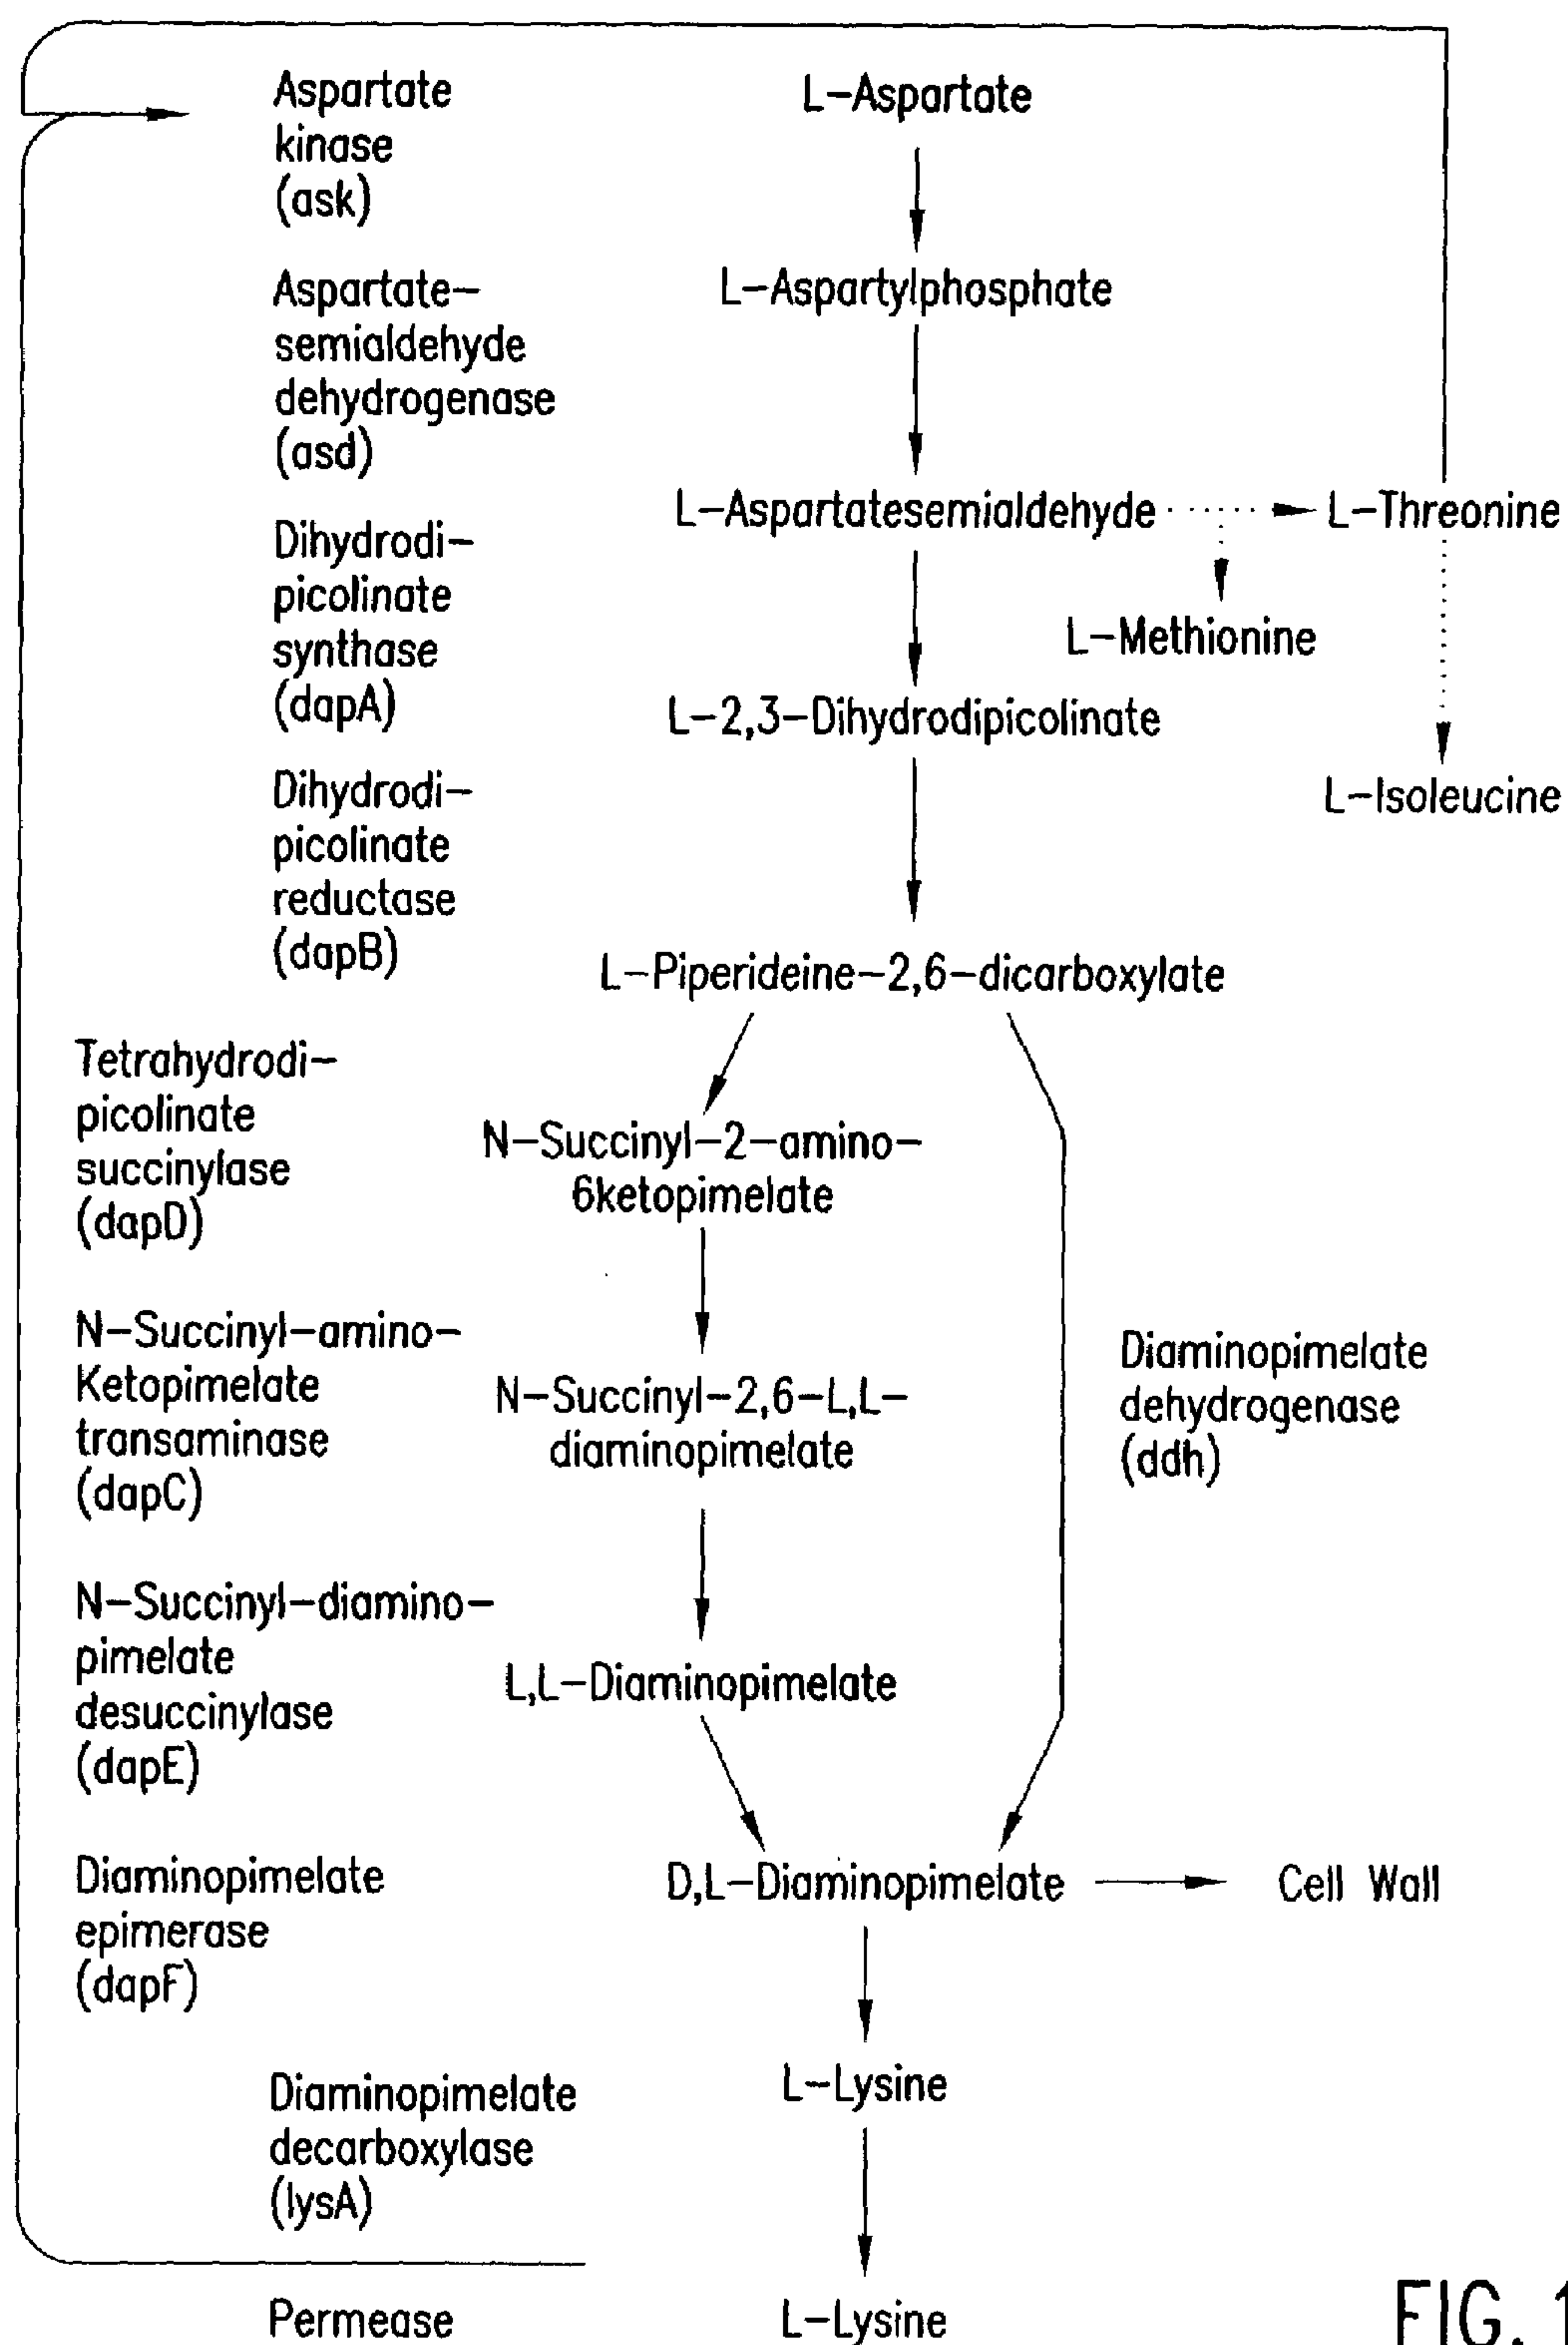 Aspartate
kinase
(ask)
L-Aspartate
Aspartate-
semialdehyde
dehydrogenase
(asd)
L-Aspartylphosphate
L-Aspartatesemialdehyde
L-Threonine
Dihydrodi-
picolinate
synthase
(dapA)
L-Methionine
L-2,3-Dihydrodipicolinate
L-Isoleucine
Dihydrodi-
picolinate
reductase
(dapB)
L-Piperideine-2,6-dicarboxylate
Tetrahydrodi-
picolinate
succinylase
(dapD)
N-Succinyl-2-amino-
6ketopimelate
N-Succinyl-amino-
Ketopimelate
transaminase
(dapC)
N-Succinyl-2,6-L,L-
diaminopimelate
Diaminopimelate
dehydrogenase
(ddh)
N-Succinyl-diamino-
pimelate
desuccinylase
(dapE)
L,L-Diaminopimelate
Diaminopimelate
epimerase
(dapF)
D,L-Diaminopimelate
Cell Wall
L-Lysine
Diaminopimelate
decarboxylase
(lysA)
Permease
L-Lysine
FIG. 1